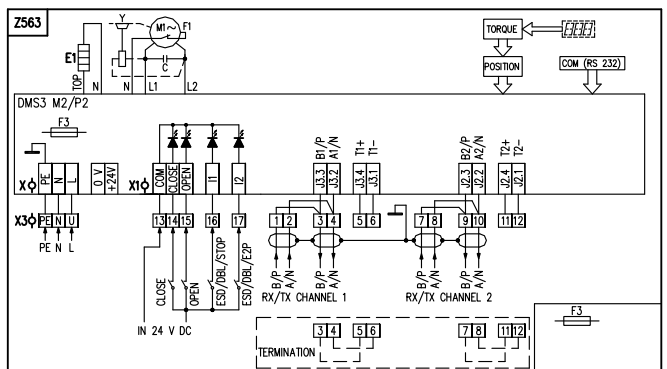 Z563
Y
M1~
F1
E1
C
TOP
N
N
L1
L2
TORQUE
POSITION
COM (RS 232)
DMS3 M2/P2
F3
X
PE
N
L
0 V
+24V
X1
COM
CLOSE
OPEN
I1
I2
J3.3 B1/P
J3.2 A1/N
J3.4 T1+
J3.1 T1-
J2.3 B2/P
J2.2 A2/N
J2.4 T2+
J2.1 T2-
X3
PE N U
13 14 15 16 17
1 2 3 4 5 6
7 8 9 10 11 12
PE N L
CLOSE
OPEN
ESD/DBL/STOP
ESD/DBL/E2P
B/P A/N B/P A/N
B/P A/N B/P A/N
RX/TX CHANNEL 1
RX/TX CHANNEL 2
IN 24 V DC
TERMINATION
3 4 5 6
7 8 11 12
F3